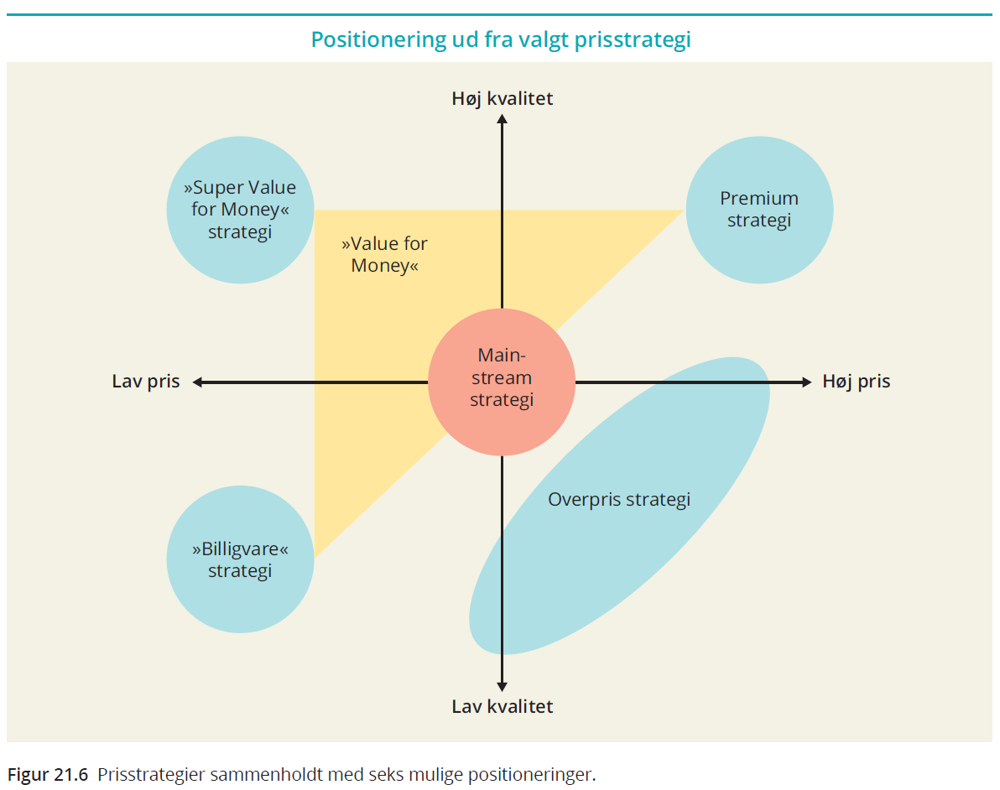 Positionering ud fra valgt prisstrategi
Høj kvalitet
»Super Value
for Money«
strategi
»Value for
Money«
Premium
strategi
Lav pris
Main-
stream
strategi
Høj pris
Overpris strategi
»Billigvare«
strategi
Lav kvalitet
Figur 21.6 Prisstrategier sammenholdt med seks mulige positioneringer.